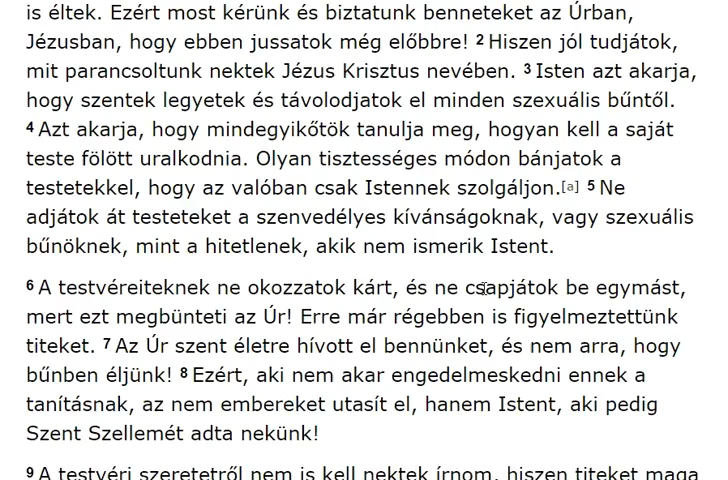 is éltek. Ezért most kérünk és biztatunk benneteket az Úrban,
Jézusban, hogy ebben jussatok még előbbre! 2 Hiszen jól tudjátok,
mit parancsoltunk nektek Jézus Krisztus nevében. 3 Isten azt akarja,
hogy szentek legyetek és távolodjatok el minden szexuális bűntől.
4 Azt akarja, hogy mindegyikőtök tanulja meg, hogyan kell a saját
teste fölött uralkodnia. Olyan tisztességes módon bánjatok a
testetekkel, hogy az valóban csak Istennek szolgáljon.[a] 5 Ne
adjátok át testeteket a szenvedélyes kívánságoknak, vagy szexuális
bűnöknek, mint a hitetlenek, akik nem ismerik Istent.
6 A testvéreiteknek ne okozzatok kárt, és ne csapjátok be egymást,
mert ezt megbünteti az Úr! Erre már régebben is figyelmeztettünk
titeket. 7 Az Úr szent életre hívott el bennünket, és nem arra, hogy
bűnben éljünk! 8 Ezért, aki nem akar engedelmeskedni ennek a
tanításnak, az nem embereket utasít el, hanem Istent, aki pedig
Szent Szellemét adta nekünk!
9 A testvéri szeretetről nem is kell nektek írnom, hiszen titeket maga